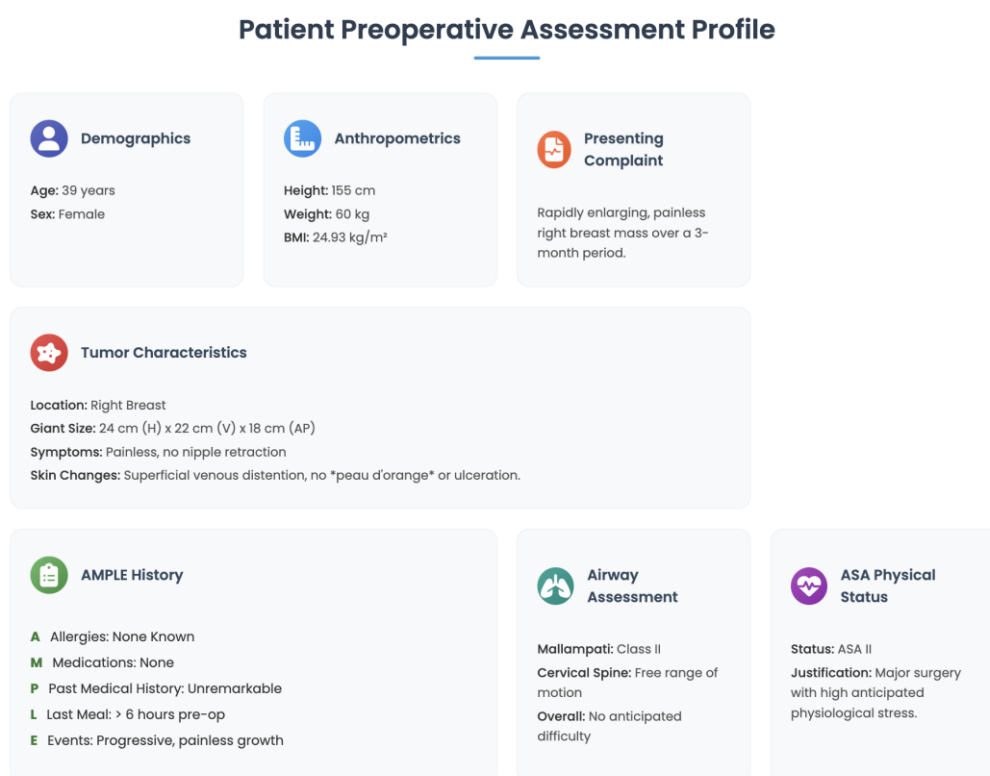 Patient Preoperative Assessment Profile
Demographics
Age: 39 years
Sex: Female
Anthropometrics
Height: 155 cm
Weight: 60 kg
BMI: 24.93 kg/m²
Presenting
Complaint
Rapidly enlarging, painless
right breast mass over a 3-
month period.
Tumor Characteristics
Location: Right Breast
Giant Size: 24 cm (H) x 22 cm (V) x 18 cm (AP)
Symptoms: Painless, no nipple retraction
Skin Changes: Superficial venous distention, no *peau d'orange* or ulceration.
AMPLE History
A Allergies: None Known
M Medications: None
P Past Medical History: Unremarkable
L Last Meal: > 6 hours pre-op
E Events: Progressive, painless growth
Airway
Assessment
Mallampati: Class II
Cervical Spine: Free range of
motion
Overall: No anticipated
difficulty
ASA Physical
Status
Status: ASA II
Justification: Major surgery
with high anticipated
physiological stress.